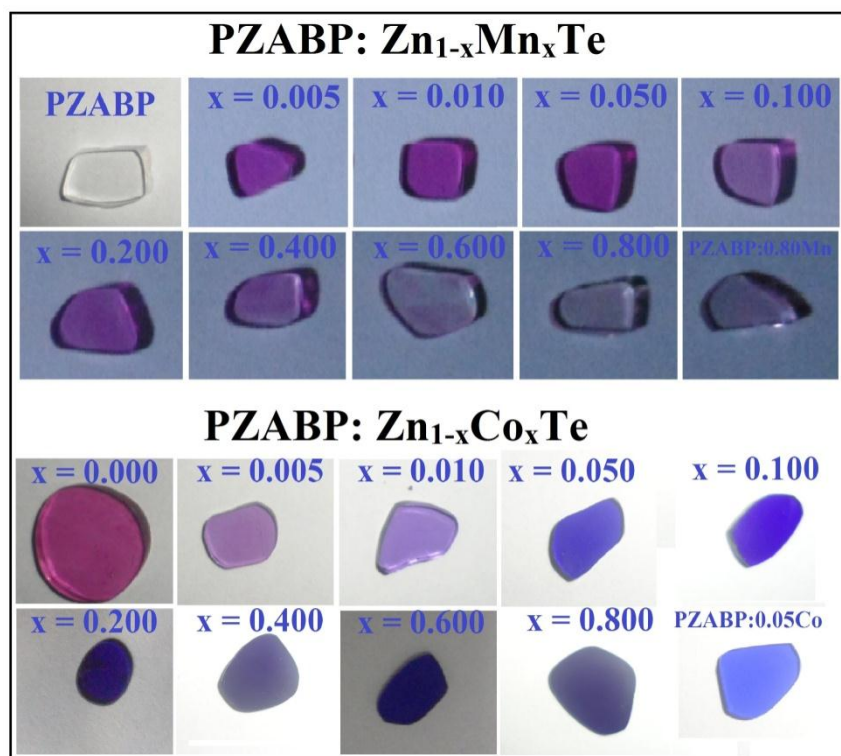 PZABP: Zn₁₋ₓMnₓTe
PZABP x = 0.005 x = 0.010 x = 0.050 x = 0.100
x = 0.200 x = 0.400 x = 0.600 x = 0.800 PZABP:0.80Mn
PZABP: Zn₁₋ₓCoₓTe
x = 0.000 x = 0.005 x = 0.010 x = 0.050 x = 0.100
x = 0.200 x = 0.400 x = 0.600 x = 0.800 PZABP:0.05Co